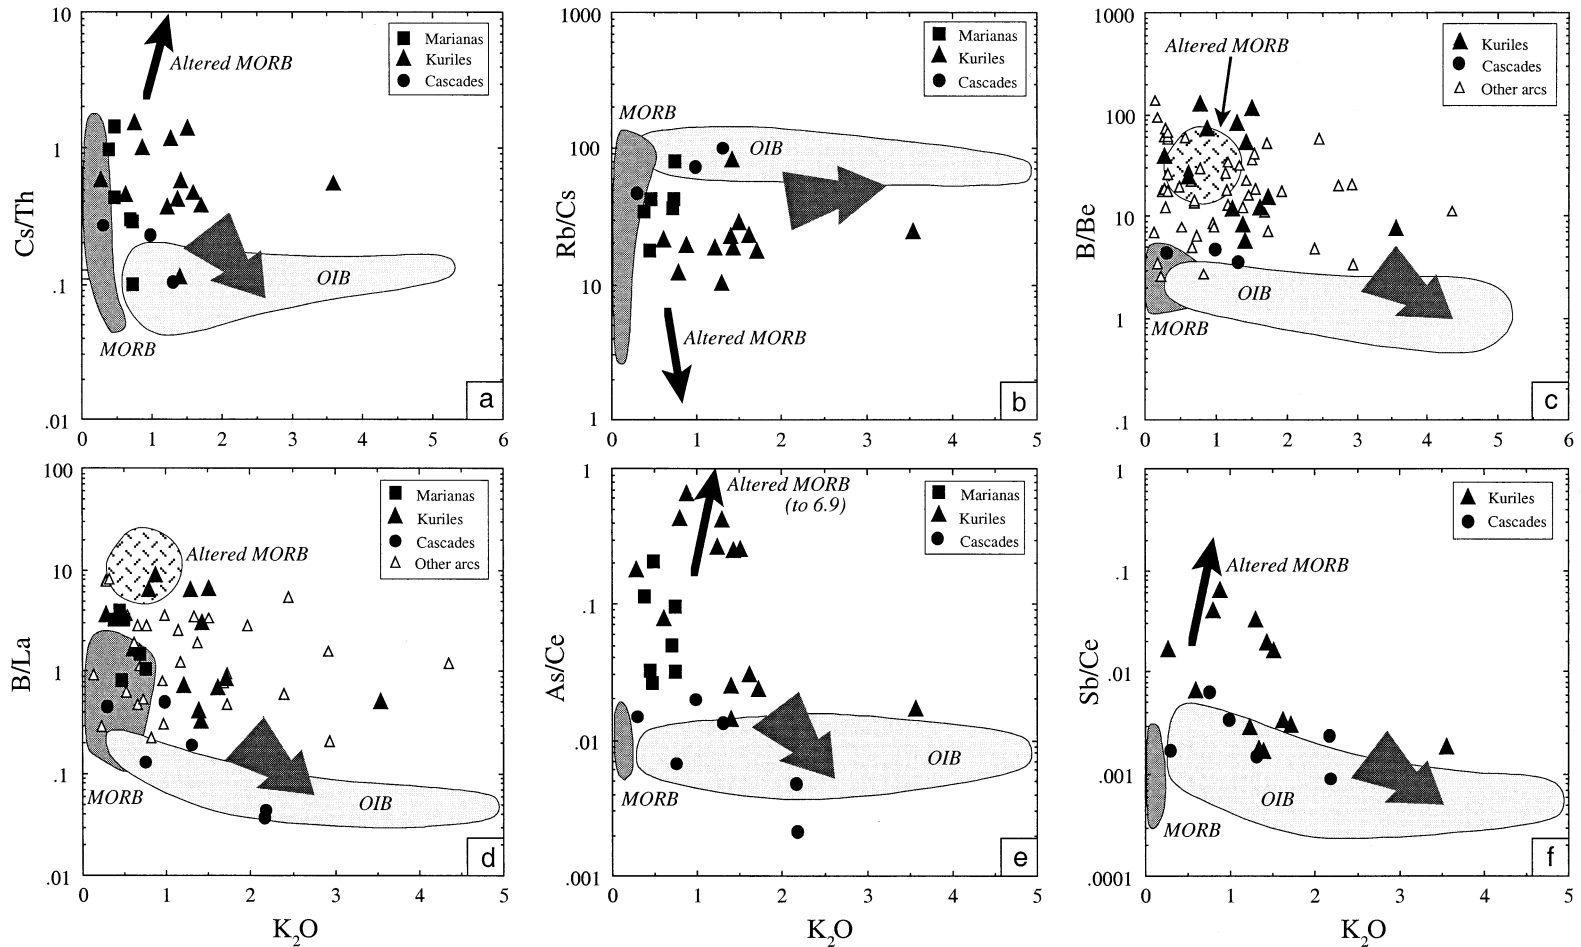 10
1
.1
.01
Cs/Th
0 1 2 3 4 5 6
Marianas
Kuriles
Cascades
Altered MORB
OIB
MORB
a
1000
100
10
1
Rb/Cs
0 1 2 3 4 5
Marianas
Kuriles
Cascades
MORB
OIB
Altered MORB
b
1000
100
10
1
.1
B/Be
0 1 2 3 4 5 6
Altered MORB
Kuriles
Cascades
Other arcs
OIB
MORB
c
100
10
1
.1
.01
B/La
0 1 2 3 4 5
K2O
Marianas
Kuriles
Cascades
Other arcs
Altered MORB
MORB
OIB
d
1
.1
.01
.001
As/Ce
0 1 2 3 4 5
K2O
Altered MORB
(to 6.9)
Marianas
Kuriles
Cascades
OIB
MORB
e
1
.1
.01
.001
.0001
Sb/Ce
0 1 2 3 4 5
K2O
Kuriles
Cascades
Altered MORB
OIB
MORB
f